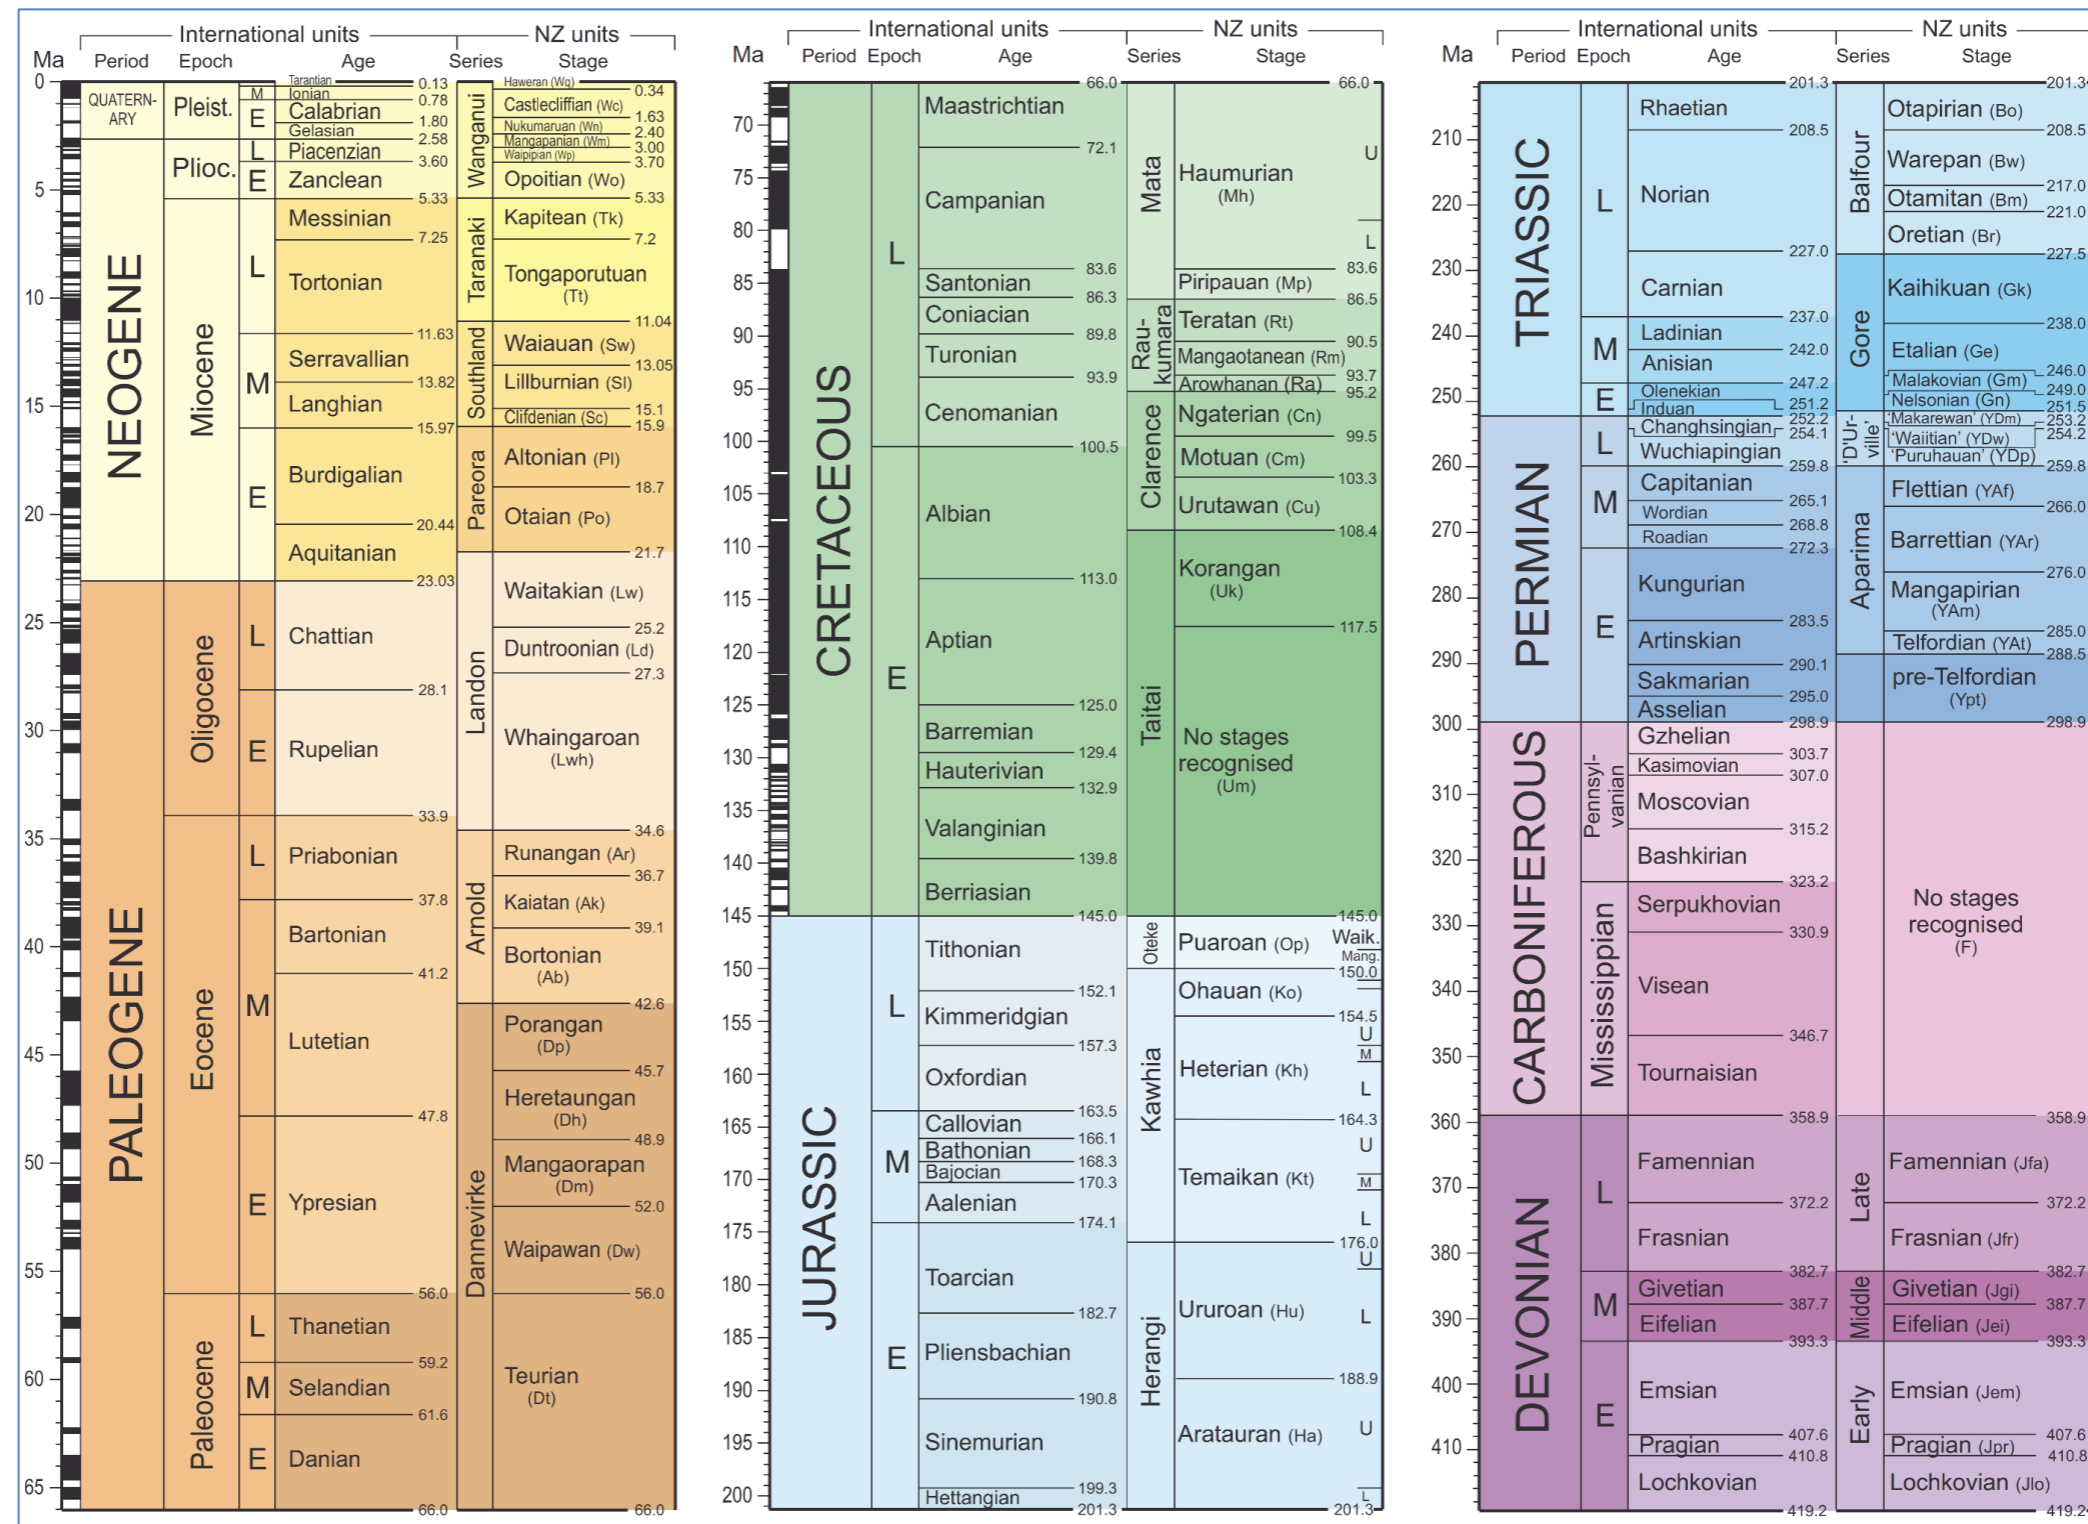 International units NZ units
Ma Period Epoch Age Series Stage
0
5
10
15
20
25
30
35
40
45
50
55
60
65
QUATERN-
ARY
NEOGENE
PALEOGENE
Pleist.
Plioc.
Miocene
Oligocene
Eocene
Paleocene
M
E
L
E
L
M
E
L
E
L
M
E
L
M
E
Tarantian 0.13
Ionian 0.78
Calabrian 1.80
Gelasian 2.58
Piacenzian 3.60
Zanclean 5.33
Messinian 7.25
Tortonian 11.63
Serravallian 13.82
Langhian 15.97
Burdigalian 20.44
Aquitanian 23.03
Chattian 28.1
Rupelian 33.9
Priabonian 37.8
Bartonian 41.2
Lutetian 47.8
Ypresian 56.0
Thanetian 59.2
Selandian 61.6
Danian 66.0
Wanganui
Taranaki
Southland
Pareora
Landon
Arnold
Dannevirke
Haweran (Wq) 0.34
Castlecliffian (Wc) 1.63
Nukumaruan (Wn) 2.40
Mangapanian (Wm) 3.00
Waipipian (Wp) 3.70
Opoitian (Wo) 5.33
Kapitean (Tk) 7.2
Tongaporutuan
(Tt) 11.04
Waiauan (Sw) 13.05
Lillburnian (Sl) 15.1
Clifdenian (Sc) 15.9
Altonian (Pl) 18.7
Otaian (Po) 21.7
Waitakian (Lw) 25.2
Duntroonian (Ld) 27.3
Whaingaroan
(Lwh) 34.6
Runangan (Ar) 36.7
Kaiatan (Ak) 39.1
Bortonian
(Ab) 42.6
Porangan
(Dp) 45.7
Heretaungan
(Dh) 48.9
Mangaorapan
(Dm) 52.0
Waipawan (Dw) 56.0
Teurian
(Dt) 66.0
International units NZ units
Ma Period Epoch Age Series Stage
70
75
80
85
90
95
100
105
110
115
120
125
130
135
140
145
150
155
160
165
170
175
180
185
190
195
200
CRETACEOUS
JURASSIC
L
E
L
M
E
66.0
Maastrichtian 72.1
Campanian 83.6
Santonian 86.3
Coniacian 89.8
Turonian 93.9
Cenomanian 100.5
Albian 113.0
Aptian 125.0
Barremian 129.4
Hauterivian 132.9
Valanginian 139.8
Berriasian 145.0
Tithonian 152.1
Kimmeridgian 157.3
Oxfordian 163.5
Callovian 166.1
Bathonian 168.3
Bajocian 170.3
Aalenian 174.1
Toarcian 182.7
Pliensbachian 190.8
Sinemurian 199.3
Hettangian 201.3
Mata
Rau-
kumara
Clarence
Taitai
Oteke
Kawhia
Herangi
66.0
Haumurian
(Mh) U
L
83.6
Piripauan (Mp) 86.5
Teratan (Rt) 90.5
Mangaotanean (Rm) 93.7
Arowhanan (Ra) 95.2
Ngaterian (Cn) 99.5
Motuan (Cm) 103.3
Urutawan (Cu) 108.4
Korangan
(Uk) 117.5
No stages
recognised
(Um) 145.0
Puaroan (Op) Waik.
Mang.
150.0
Ohauan (Ko) 154.5
Heterian (Kh) U
M
L
164.3
Temaikan (Kt) U
M
L
176.0
Ururoan (Hu) U
L
188.9
Aratauran (Ha) U
L
201.3
International units NZ units
Ma Period Epoch Age Series Stage
210
220
230
240
250
260
270
280
290
300
310
320
330
340
350
360
370
380
390
400
410
TRIASSIC
PERMIAN
CARBONIFEROUS
DEVONIAN
L
M
E
L
M
E
Pennsyl-
vanian
Mississippian
L
M
E
201.3
Rhaetian 208.5
Norian 227.0
Carnian 237.0
Ladinian 242.0
Anisian 247.2
Olenekian 251.2
Induan 252.2
Changhsingian 254.1
Wuchiapingian 259.8
Capitanian 265.1
Wordian 268.8
Roadian 272.3
Kungurian 283.5
Artinskian 290.1
Sakmarian 295.0
Asselian 298.9
Gzhelian 303.7
Kasimovian 307.0
Moscovian 315.2
Bashkirian 323.2
Serpukhovian 330.9
Visean 346.7
Tournaisian 358.9
Famennian 372.2
Frasnian 382.7
Givetian 387.7
Eifelian 393.3
Emsian 407.6
Pragian 410.8
Lochkovian 419.2
Balfour
Gore
'D'Ur-
ville'
Aparima
Late
Middle
Early
201.3
Otapirian (Bo) 208.5
Warepan (Bw) 217.0
Otamitan (Bm) 221.0
Oretian (Br) 227.5
Kaihikuan (Gk) 238.0
Etalian (Ge) 246.0
Malakovian (Gm) 249.0
Nelsonian (Gn) 251.5
'Makarewan' (YDm) 253.2
'Waiitian' (YDw) 254.2
'Puruhauan' (YDp) 259.8
Flettian (YAf) 266.0
Barrettian (YAr) 276.0
Mangapirian
(YAm) 285.0
Telfordian (YAt) 288.5
pre-Telfordian
(Ypt) 298.9
No stages
recognised
(F) 358.9
Famennian (Jfa) 372.2
Frasnian (Jfr) 382.7
Givetian (Jgi) 387.7
Eifelian (Jei) 393.3
Emsian (Jem) 407.6
Pragian (Jpr) 410.8
Lochkovian (Jlo) 419.2